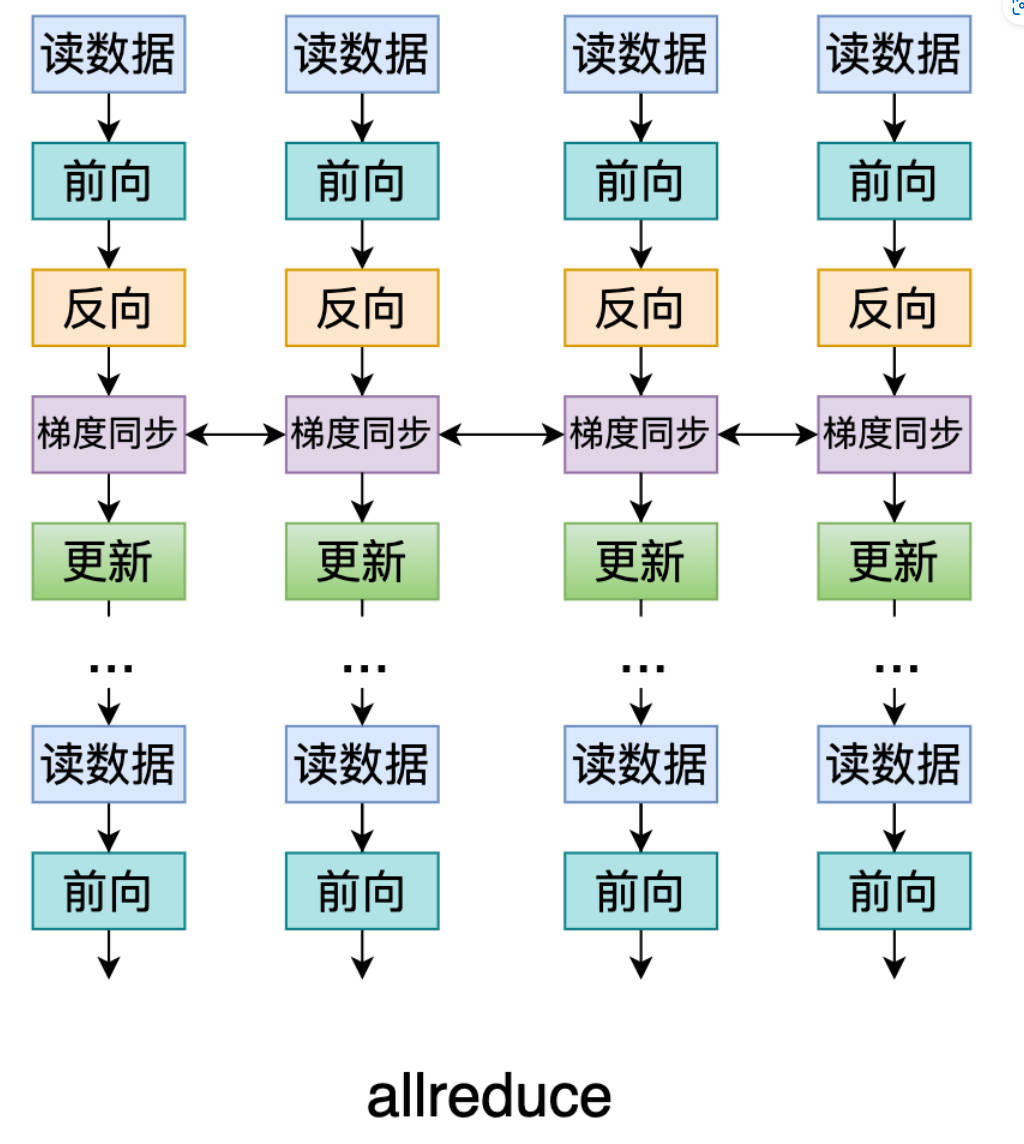 读数据 读数据 读数据 读数据
前向 前向 前向 前向
反向 反向 反向 反向
梯度同步 梯度同步 梯度同步 梯度同步
更新 更新 更新 更新
... ... ... ...
读数据 读数据 读数据 读数据
前向 前向 前向 前向
allreduce